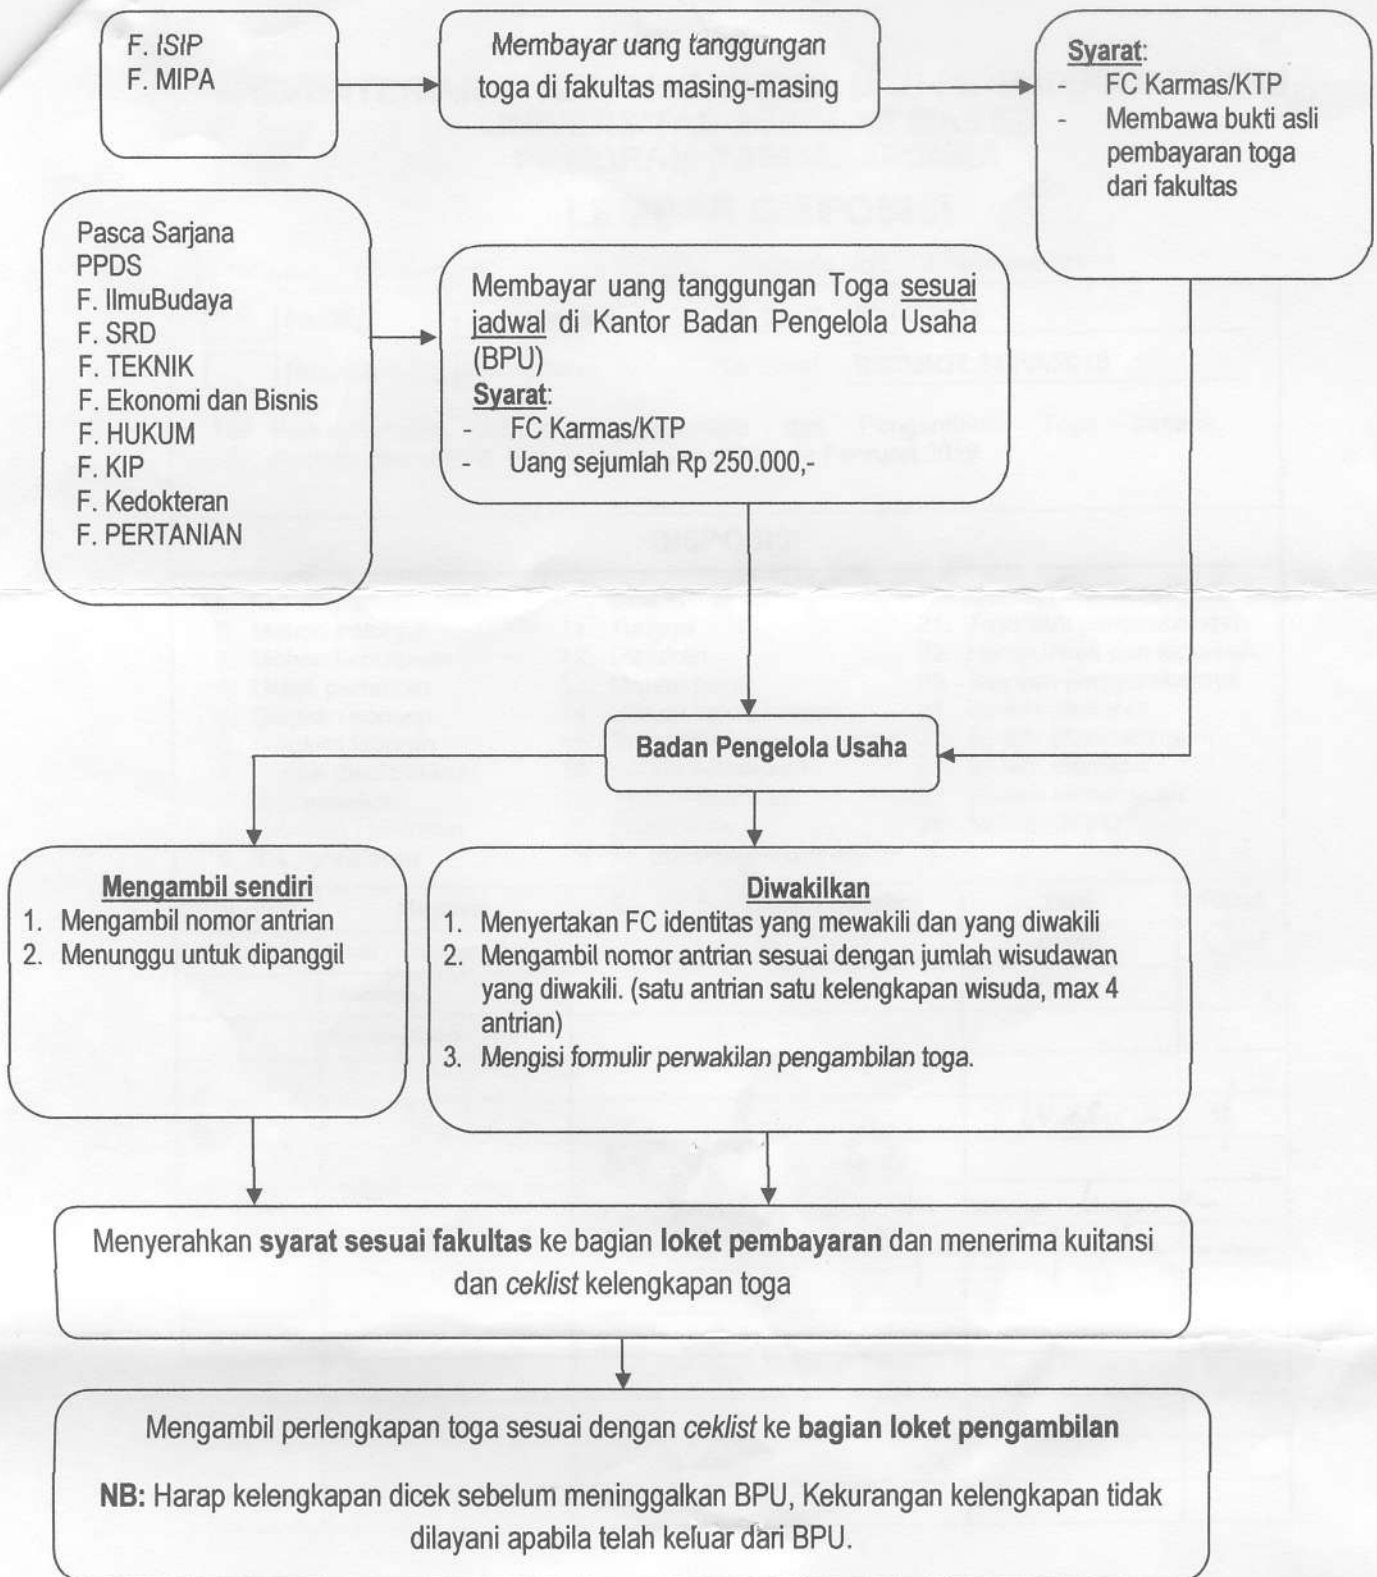 F. ISIP
F. MIPA
Membayar uang tanggungan
toga di fakultas masing-masing
Syarat:
- FC Karmas/KTP
- Membawa bukti asli
pembayaran toga
dari fakultas
Pasca Sarjana
PPDS
F. IlmuBudaya
F. SRD
F. TEKNIK
F. Ekonomi dan Bisnis
F. HUKUM
F. KIP
F. Kedokteran
F. PERTANIAN
Membayar uang tanggungan Toga sesuai
jadwal di Kantor Badan Pengelola Usaha
(BPU)
Syarat:
- FC Karmas/KTP
- Uang sejumlah Rp 250.000,-
Badan Pengelola Usaha
Mengambil sendiri
1. Mengambil nomor antrian
2. Menunggu untuk dipanggil
Diwakilkan
1. Menyertakan FC identitas yang mewakili dan yang diwakili
2. Mengambil nomor antrian sesuai dengan jumlah wisudawan
yang diwakili. (satu antrian satu kelengkapan wisuda, max 4
antrian)
3. Mengisi formulir perwakilan pengambilan toga.
Menyerahkan syarat sesuai fakultas ke bagian loket pembayaran dan menerima kuitansi
dan ceklist kelengkapan toga
Mengambil perlengkapan toga sesuai dengan ceklist ke bagian loket pengambilan
NB: Harap kelengkapan dicek sebelum meninggalkan BPU, Kekurangan kelengkapan tidak
dilayani apabila telah keluar dari BPU.